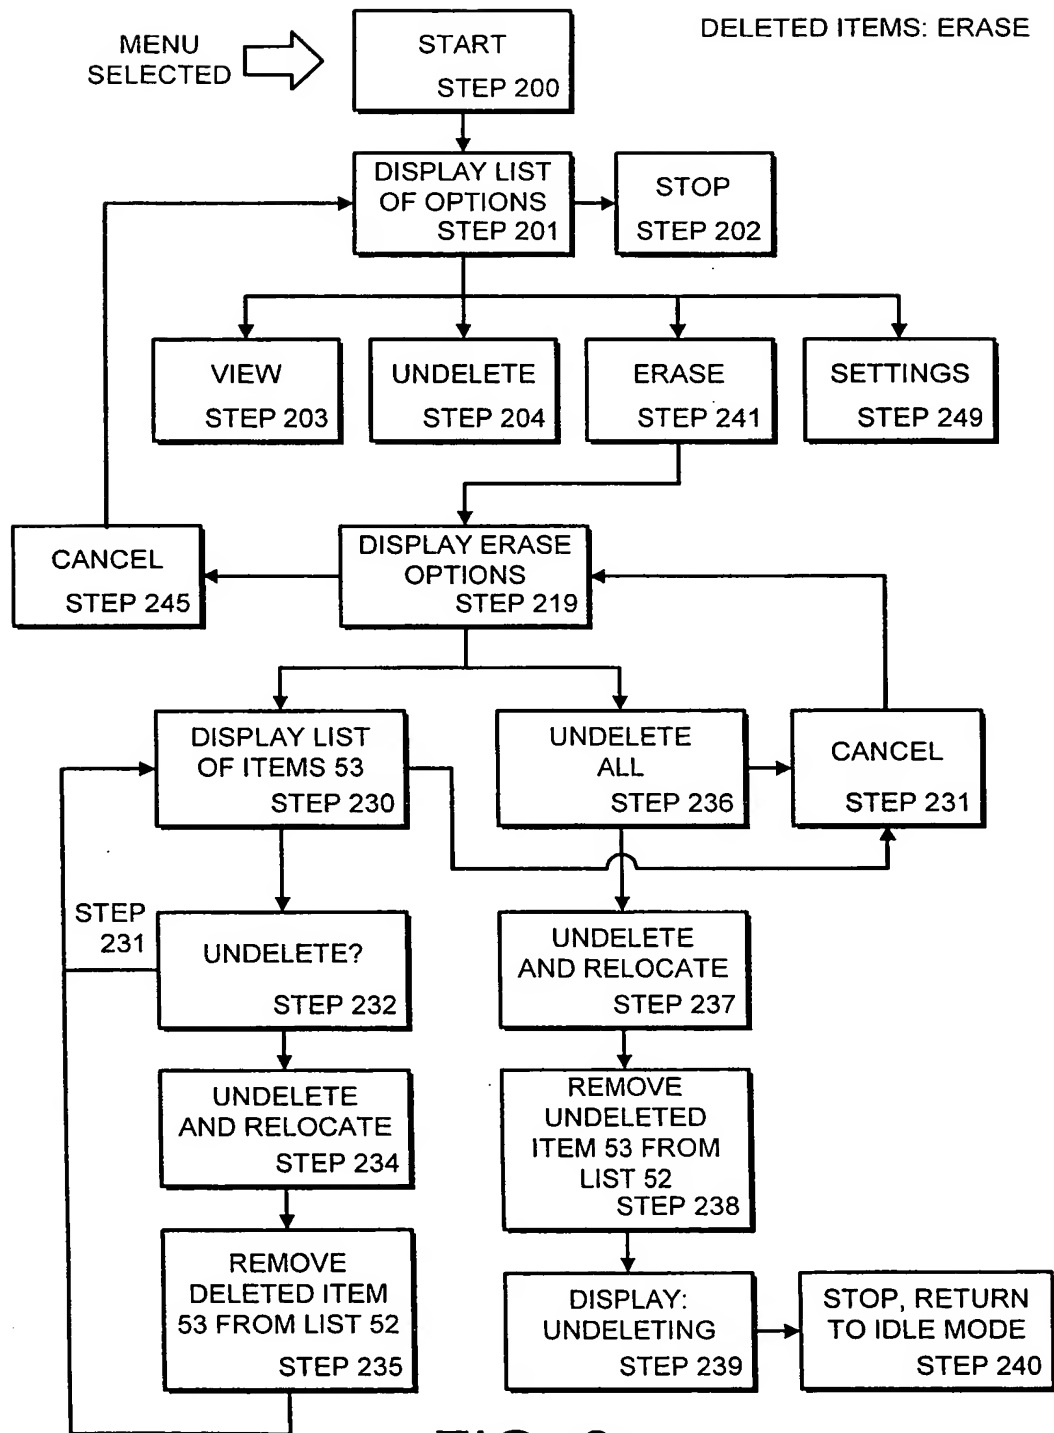 DELETED ITEMS: ERASE
MENU
SELECTED
START
STEP 200
DISPLAY LIST
OF OPTIONS
STEP 201
STOP
STEP 202
VIEW
STEP 203
UNDELETE
STEP 204
ERASE
STEP 241
SETTINGS
STEP 249
CANCEL
STEP 245
DISPLAY ERASE
OPTIONS
STEP 219
DISPLAY LIST
OF ITEMS 53
STEP 230
UNDELETE
ALL
STEP 236
CANCEL
STEP 231
STEP
231
UNDELETE?
STEP 232
UNDELETE
AND RELOCATE
STEP 237
UNDELETE
AND RELOCATE
STEP 234
REMOVE
UNDELETED
ITEM 53 FROM
LIST 52
STEP 238
REMOVE
DELETED ITEM
53 FROM LIST 52
STEP 235
DISPLAY:
UNDELETING
STEP 239
STOP, RETURN
TO IDLE MODE
STEP 240